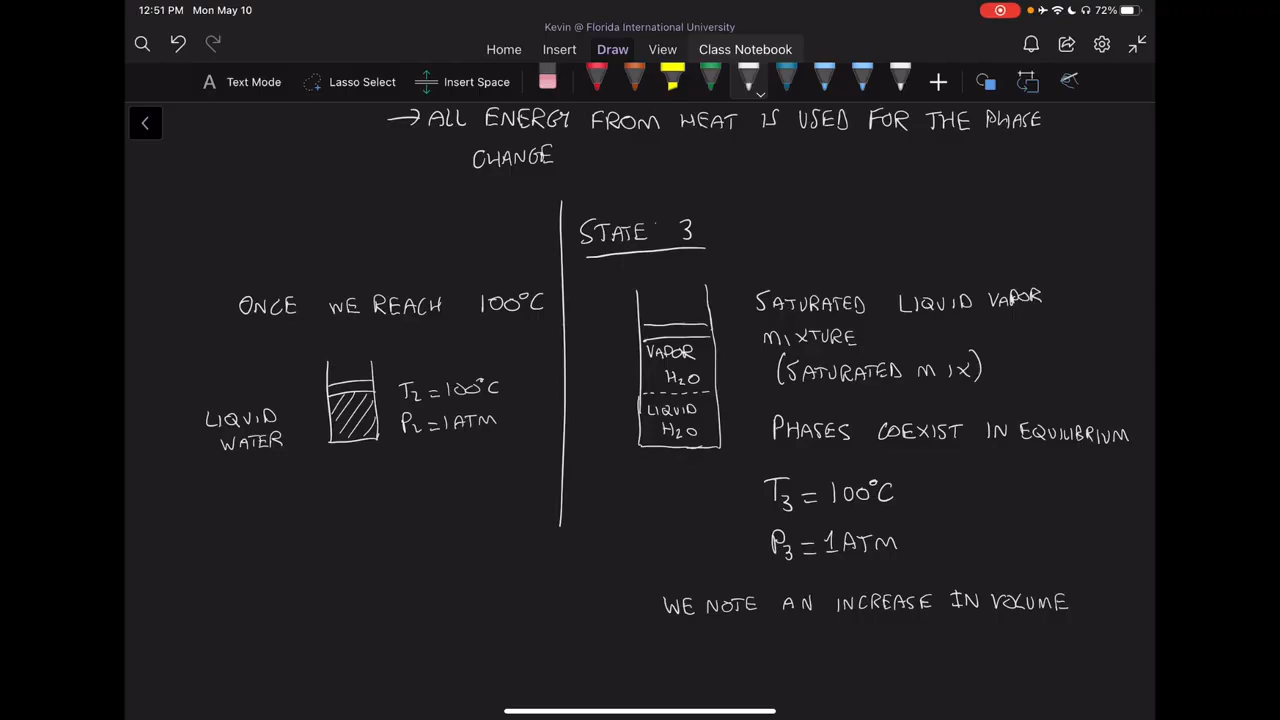 12:51 PM Mon May 10
72%
Kevin @ Florida International University
Home Insert Draw View Class Notebook
Text Mode Lasso Select Insert Space
→ ALL ENERGY FROM HEAT IS USED FOR THE PHASE
CHANGE
ONCE WE REACH 100°C
LIQUID
WATER
T₂ = 100°C
P₂ = 1 ATM
STATE 3
VAPOR
H₂O
LIQUID
H₂O
SATURATED LIQUID VAPOR
MIXTURE
(SATURATED MIX)
PHASES COEXIST IN EQUILIBRIUM
T₃ = 100°C
P₃ = 1 ATM
WE NOTE AN INCREASE IN VOLUME